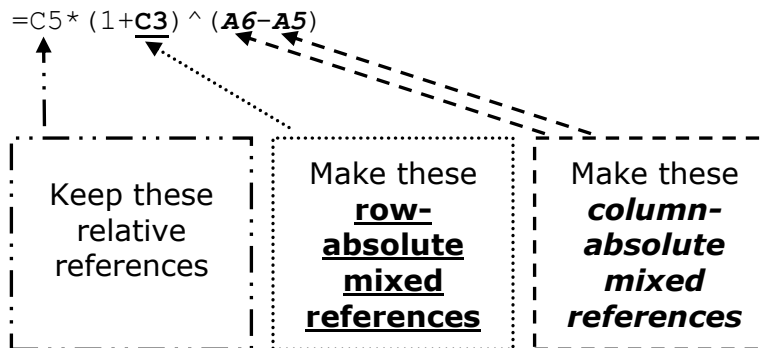 =C5*(1+C3)^(A6-A5)
Keep these
relative
references
Make these
row-
absolute
mixed
references
Make these
column-
absolute
mixed
references